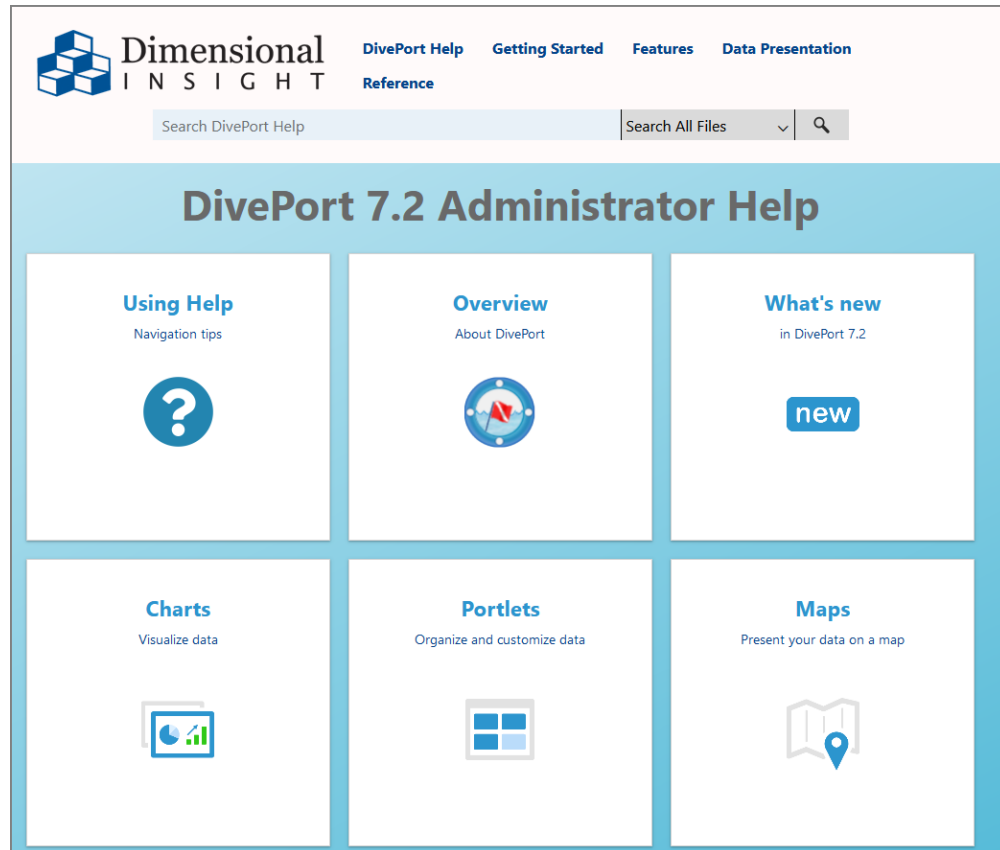 Dimensional
INSIGHT
DivePort Help Getting Started Features Data Presentation
Reference
Search DivePort Help Search All Files
DivePort 7.2 Administrator Help
Using Help Overview What's new
Navigation tips About DivePort in DivePort 7.2
? new
Charts Portlets Maps
Visualize data Organize and customize data Present your data on a map